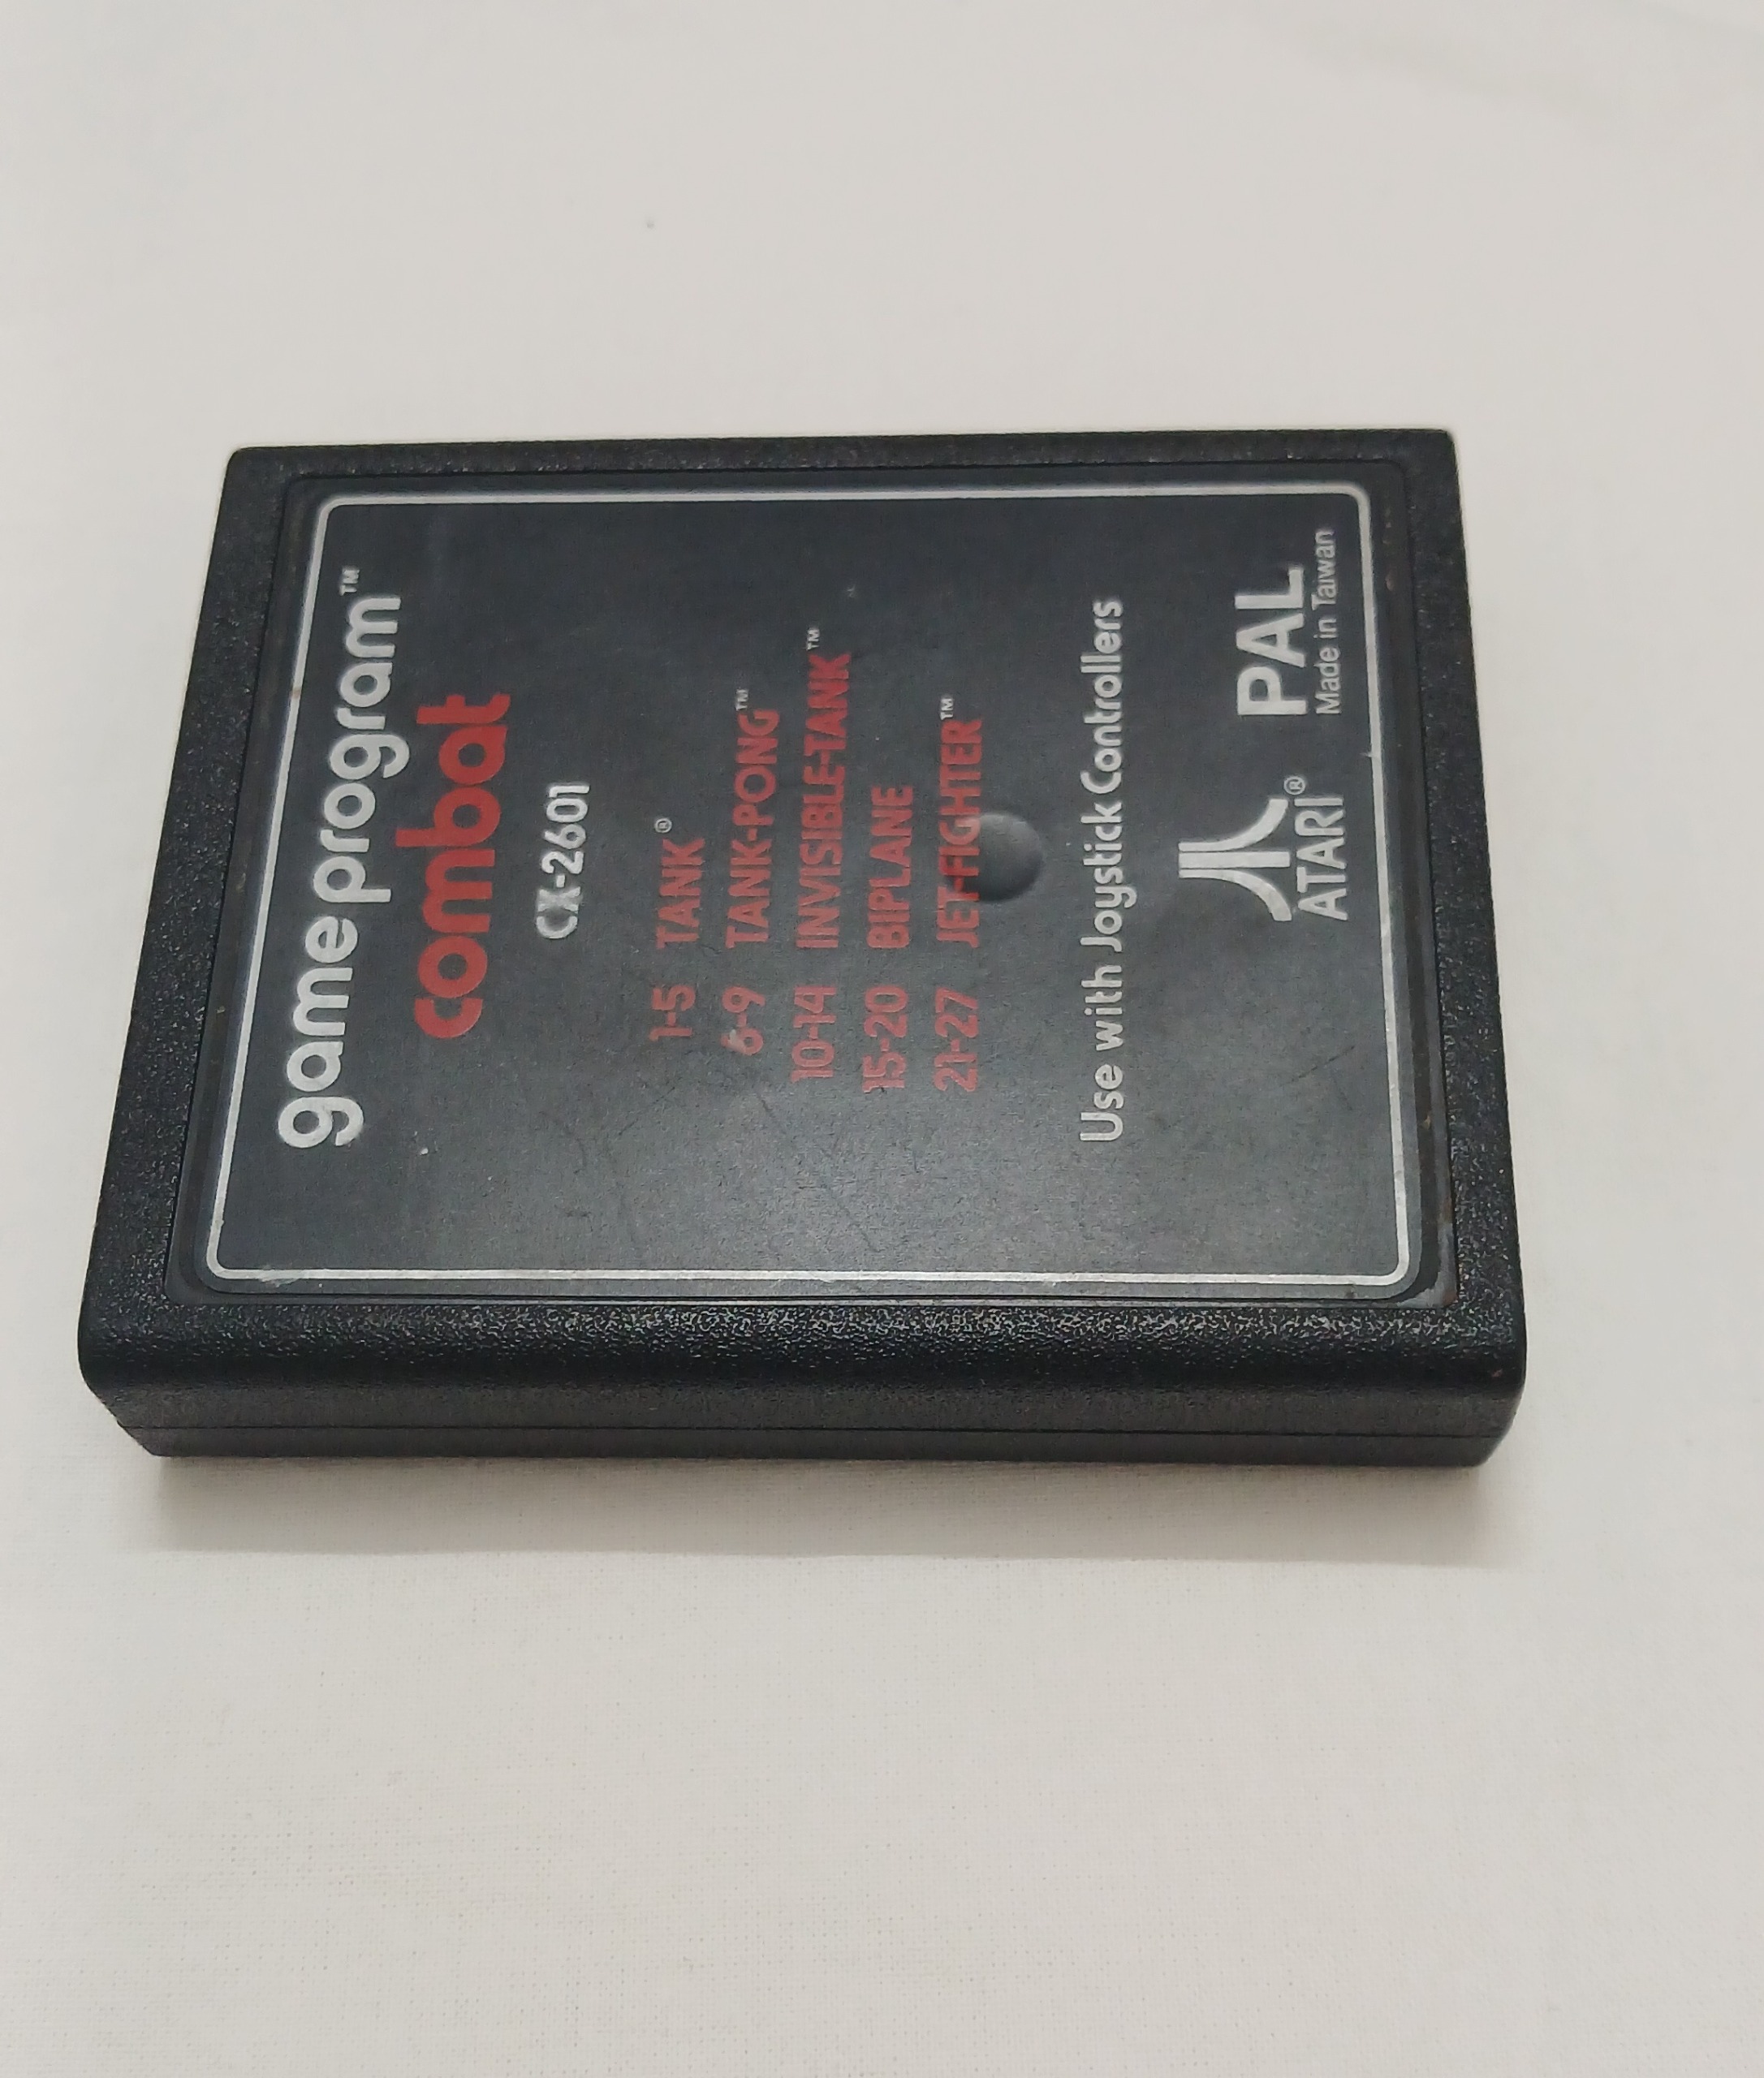 game program™
combat
CX-2601
1-5 TANK®
6-9 TANK-PONG™
10-14 INVISIBLE-TANK™
15-20 BIPLANE
21-27 JET-FIGHTER™
Use with Joystick Controllers
ATARI®
PAL
Made in Taiwan